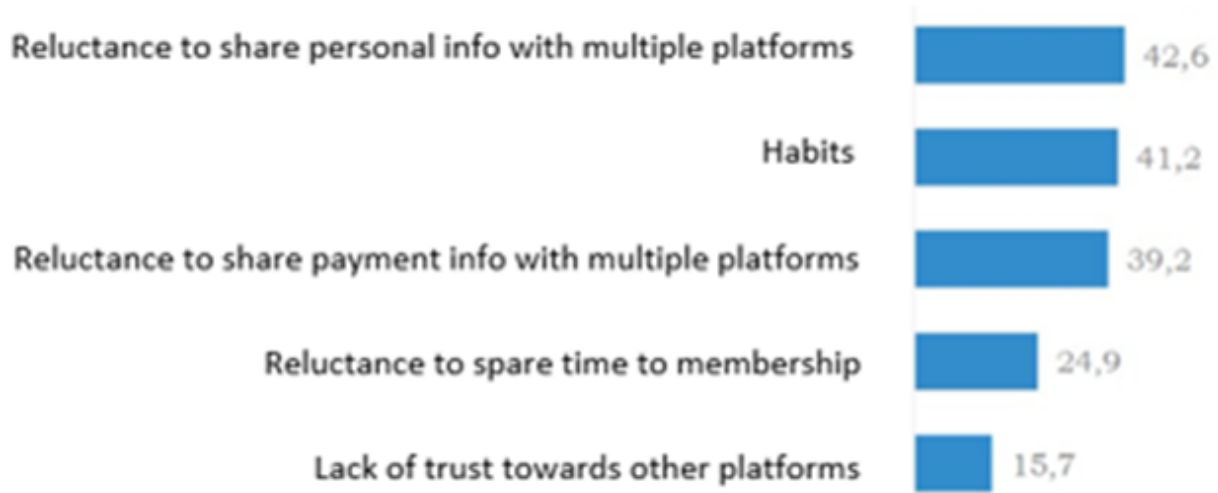 Reluctance to share personal info with multiple platforms 42,6
Habits 41,2
Reluctance to share payment info with multiple platforms 39,2
Reluctance to spare time to membership 24,9
Lack of trust towards other platforms 15,7